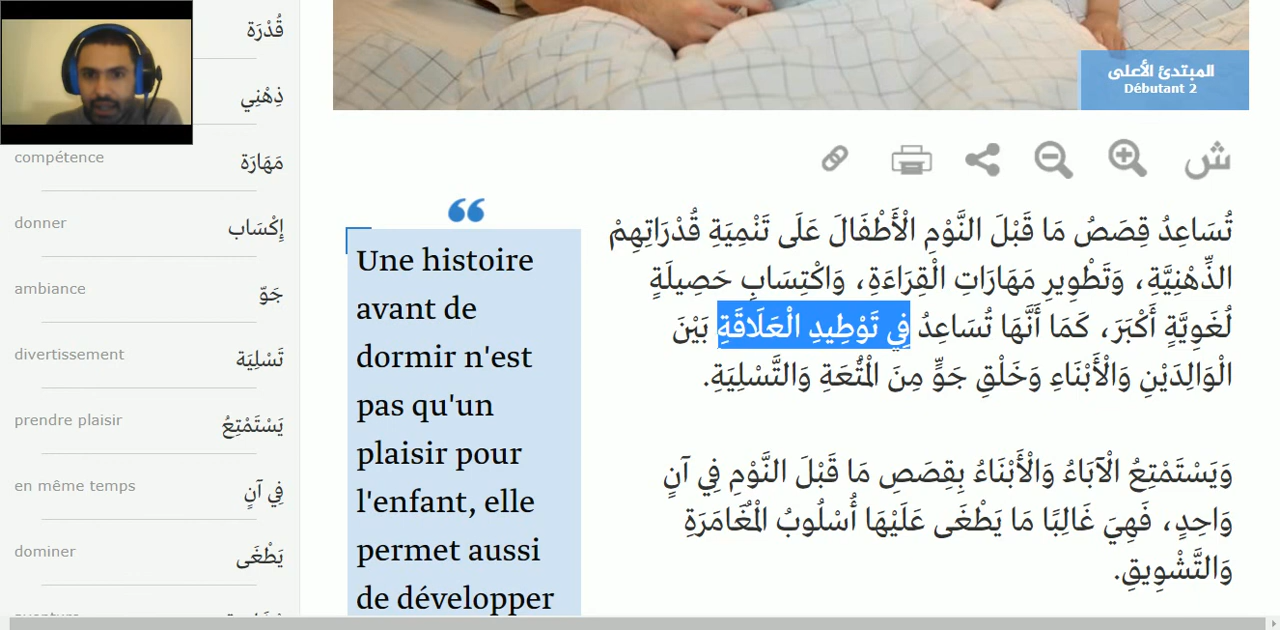 قُدْرَة
ذِهْنِي
compétence مَهَارَة
donner إِكْسَاب
ambiance جَوّ
divertissement تَسْلِيَة
prendre plaisir يَسْتَمْتِعُ
en même temps فِي آنٍ
dominer يَطْغَى
المبتدئ الأعلى
Débutant 2
ش
تُسَاعِدُ قِصَصُ مَا قَبْلَ النَّوْمِ الْأَطْفَالَ عَلَى تَنْمِيَةِ قُدْرَاتِهِمْ
الذِّهْنِيَّةِ، وَتَطْوِيرِ مَهَارَاتِ الْقِرَاءَةِ، وَاكْتِسَابِ حَصِيلَةٍ
لُغَوِيَّةٍ أَكْبَرَ، كَمَا أَنَّهَا تُسَاعِدُ فِي تَوْطِيدِ الْعَلَاقَةِ بَيْنَ
الْوَالِدَيْنِ وَالْأَبْنَاءِ وَخَلْقِ جَوٍّ مِنَ الْمُتْعَةِ وَالتَّسْلِيَةِ.
وَيَسْتَمْتِعُ الْآبَاءُ وَالْأَبْنَاءُ بِقِصَصِ مَا قَبْلَ النَّوْمِ فِي آنٍ
وَاحِدٍ، فَهِيَ غَالِبًا مَا يَطْغَى عَلَيْهَا أُسْلُوبُ الْمُغَامَرَةِ
وَالتَّشْوِيقِ.
“
Une histoire
avant de
dormir n'est
pas qu'un
plaisir pour
l'enfant, elle
permet aussi
de développer